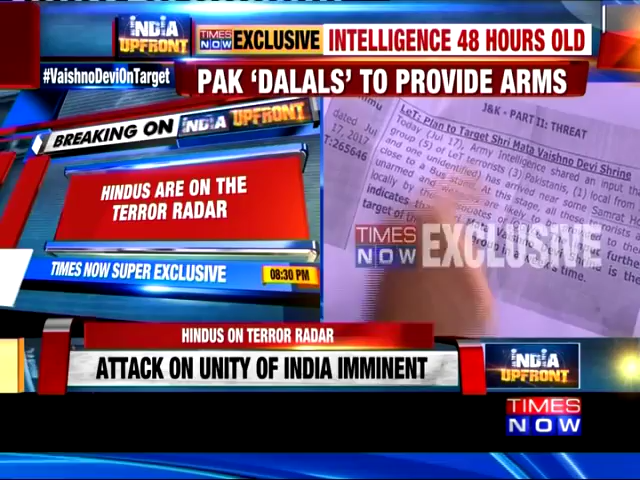 INDIA UPFRONT
TIMES NOW EXCLUSIVE INTELLIGENCE 48 HOURS OLD
#VaishnoDeviOnTarget
PAK 'DALALS' TO PROVIDE ARMS
BREAKING ON INDIA UPFRONT
HINDUS ARE ON THE
TERROR RADAR
TIMES NOW SUPER EXCLUSIVE 08:30 PM
J&K - PART II: THREAT
dated Jul
17, 2017
T:265646
LeT: Plan to Target Shri Mata Vaishno Devi Shrine
Today (Jul 17), Army Intelligence shared an input
group (5) of LeT terrorists (3) Pakistanis, (1) local from
and one unidentified) has arrived near some Samrat
close to a Bus At this stage, all these terrorists
unarmed and are likely to
locally by the
indicates
target of the
time.
TIMES NOW EXCLUSIVE
HINDUS ON TERROR RADAR
ATTACK ON UNITY OF INDIA IMMINENT
INDIA UPFRONT
TIMES NOW